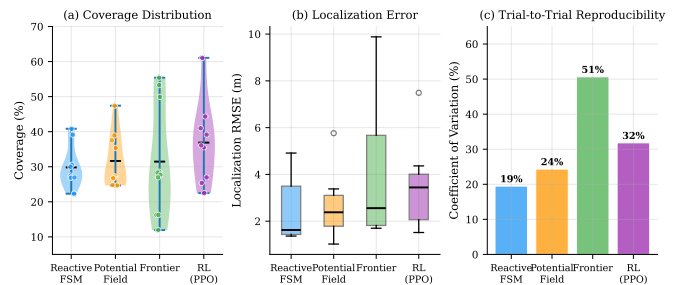 (a) Coverage Distribution
Coverage (%)
70
60
50
40
30
20
10
Reactive FSM
Potential Field
Frontier
RL (PPO)
(b) Localization Error
Localization RMSE (m)
10
8
6
4
2
Reactive FSM
Potential Field
Frontier
RL (PPO)
(c) Trial-to-Trial Reproducibility
Coefficient of Variation (%)
60
50
40
30
20
10
0
19%
24%
51%
32%
Reactive FSM
Potential Field
Frontier
RL (PPO)